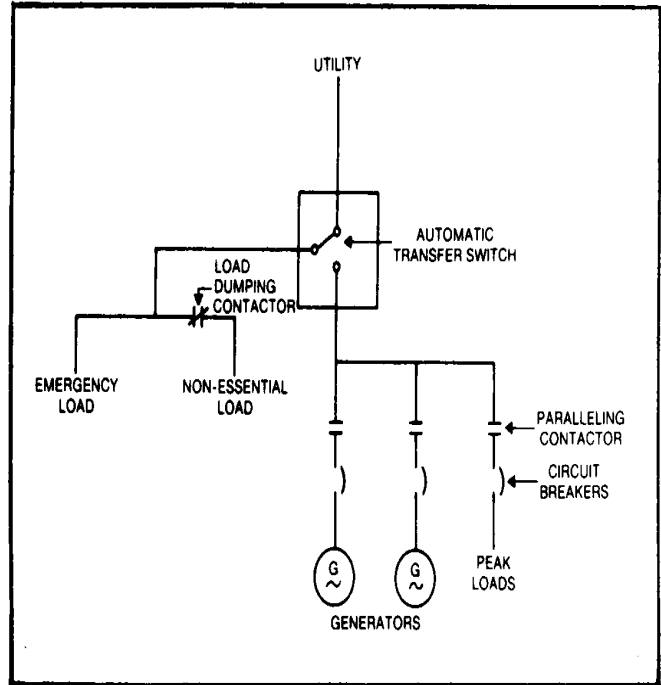 UTILITY
AUTOMATIC
TRANSFER SWITCH
LOAD
DUMPING
CONTACTOR
EMERGENCY
LOAD
NON-ESSENTIAL
LOAD
PARALLELING
CONTACTOR
CIRCUIT
BREAKERS
G
~
G
~
PEAK
LOADS
GENERATORS